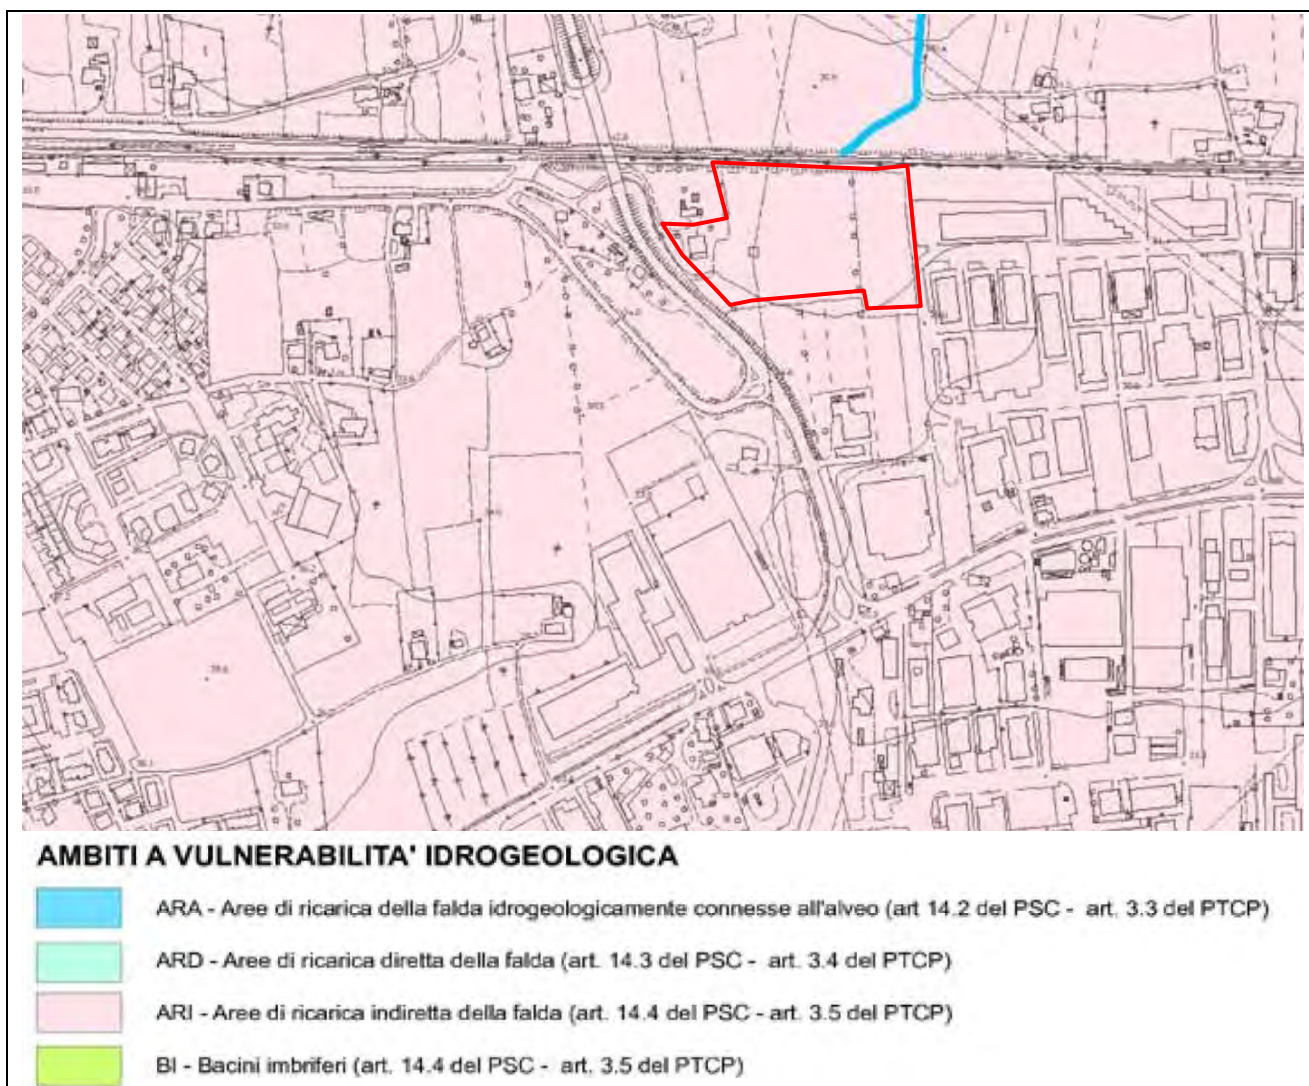 AMBITI A VULNERABILITA' IDROGEOLOGICA
ARA - Aree di ricarica della falda idrogeologicamente connesse all'alveo (art 14.2 del PSC - art. 3.3 del PTCP)
ARD - Aree di ricarica diretta della falda (art. 14.3 del PSC - art. 3.4 del PTCP)
ARI - Aree di ricarica indiretta della falda (art. 14.4 del PSC - art. 3.5 del PTCP)
BI - Bacini imbriferi (art. 14.4 del PSC - art. 3.5 del PTCP)